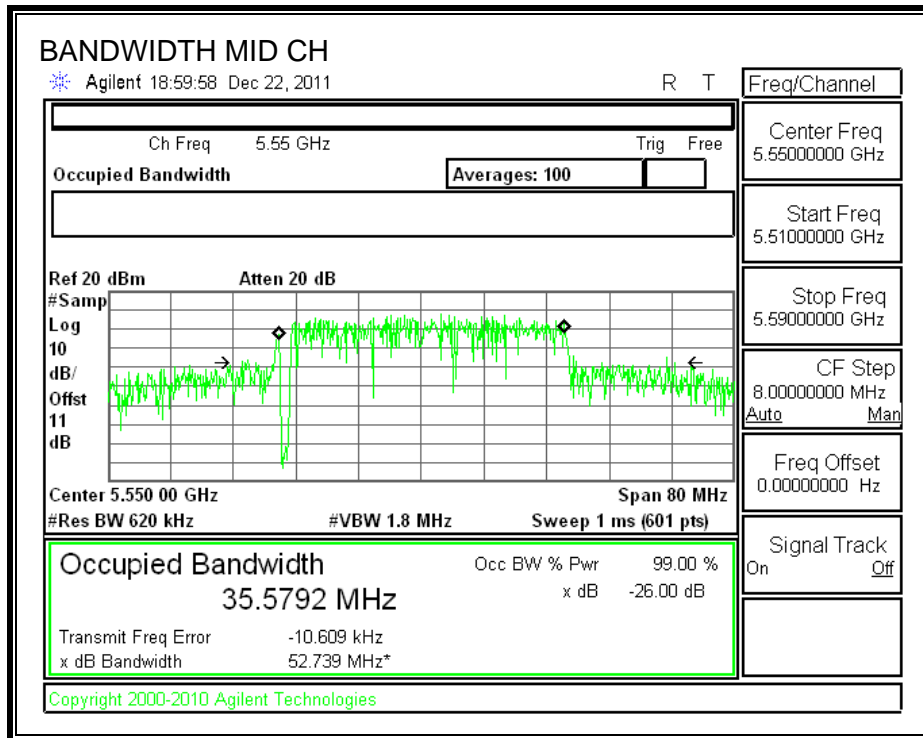 BANDWIDTH MID CH
Agilent 18:59:58 Dec 22, 2011 R T
Freq/Channel
Ch Freq 5.55 GHz Trig Free
Occupied Bandwidth Averages: 100
Center Freq
5.55000000 GHz
Start Freq
5.51000000 GHz
Stop Freq
5.59000000 GHz
CF Step
8.00000000 MHz
Auto Man
Freq Offset
0.00000000 Hz
Signal Track
On Off
Ref 20 dBm Atten 20 dB
#Samp
Log
10
dB/
Offst
11
dB
Center 5.550 00 GHz Span 80 MHz
#Res BW 620 kHz #VBW 1.8 MHz Sweep 1 ms (601 pts)
Occupied Bandwidth Occ BW % Pwr 99.00 %
35.5792 MHz x dB -26.00 dB
Transmit Freq Error -10.609 kHz
x dB Bandwidth 52.739 MHz*
Copyright 2000-2010 Agilent Technologies